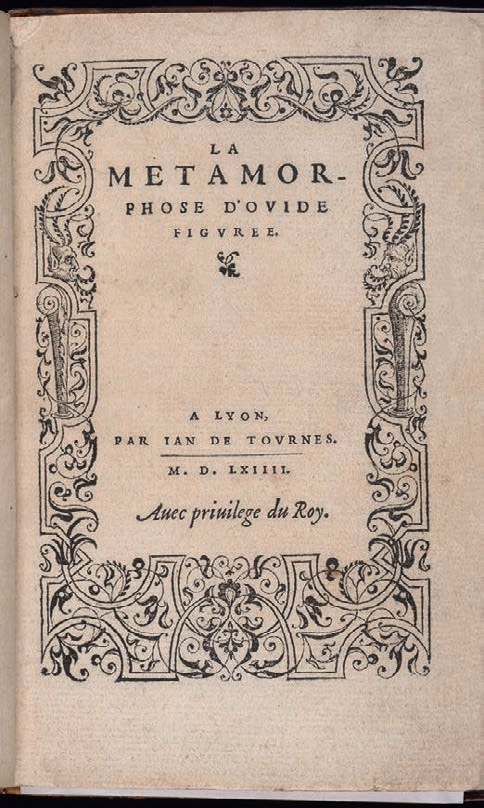 LA
METAMOR-
PHOSE D'OVIDE
FIGVREE.
A LYON,
PAR IAN DE TOVRNES.
M. D. LXIIII.
Auec priuilege du Roy.